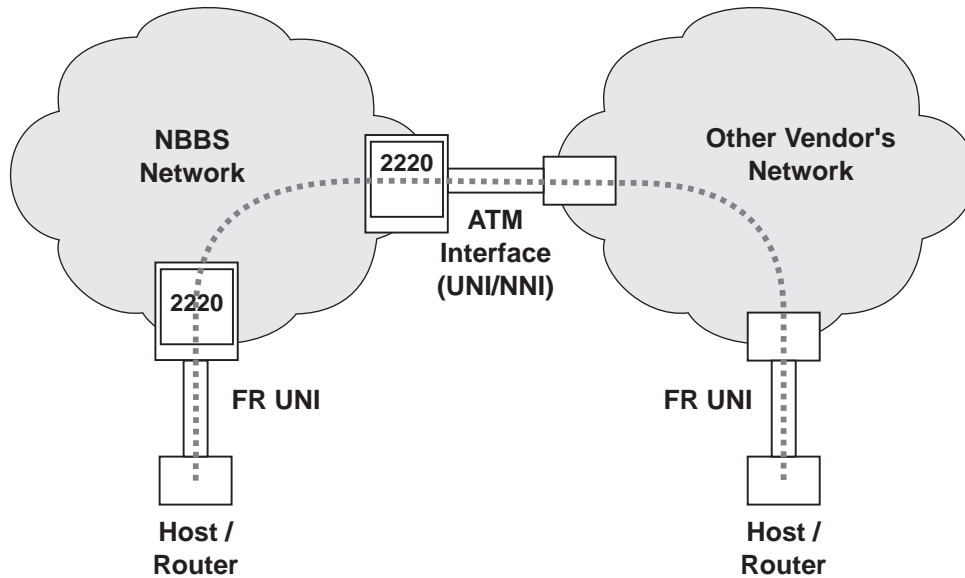 NBBS
Network
2220
Other Vendor's
Network
ATM
Interface
(UNI/NNI)
2220
FR UNI
FR UNI
Host /
Router
Host /
Router